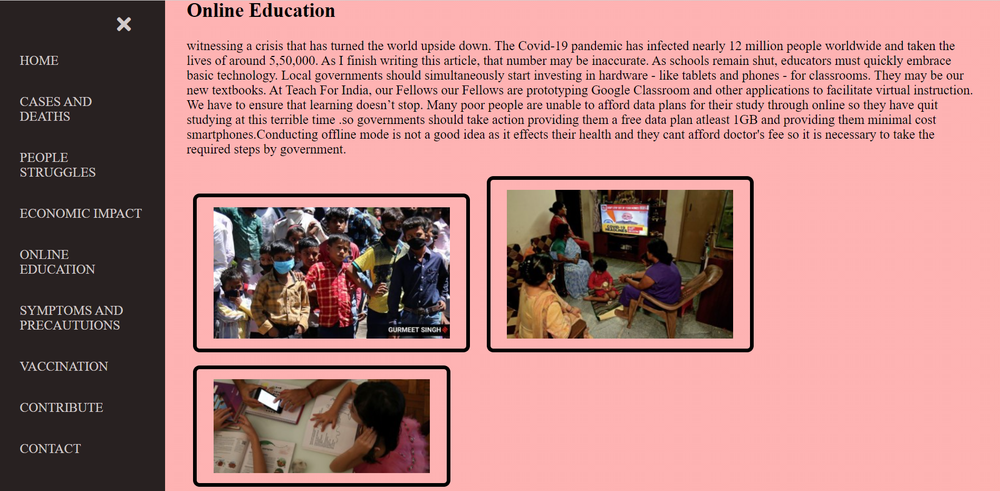 HOME
CASES AND
DEATHS
PEOPLE
STRUGGLES
ECONOMIC IMPACT
ONLINE
EDUCATION
SYMPTOMS AND
PRECAUTUIONS
VACCINATION
CONTRIBUTE
CONTACT
Online Education
witnessing a crisis that has turned the world upside down. The Covid-19 pandemic has infected nearly 12 million people worldwide and taken the
lives of around 5,50,000. As I finish writing this article, that number may be inaccurate. As schools remain shut, educators must quickly embrace
basic technology. Local governments should simultaneously start investing in hardware - like tablets and phones - for classrooms. They may be our
new textbooks. At Teach For India, our Fellows our Fellows are prototyping Google Classroom and other applications to facilitate virtual instruction.
We have to ensure that learning doesn’t stop. Many poor people are unable to afford data plans for their study through online so they have quit
studying at this terrible time .so governments should take action providing them a free data plan atleast 1GB and providing them minimal cost
smartphones.Conducting offline mode is not a good idea as it effects their health and they cant afford doctor's fee so it is necessary to take the
required steps by government.
GURMEET SINGH
COVID-19
HEADLINES